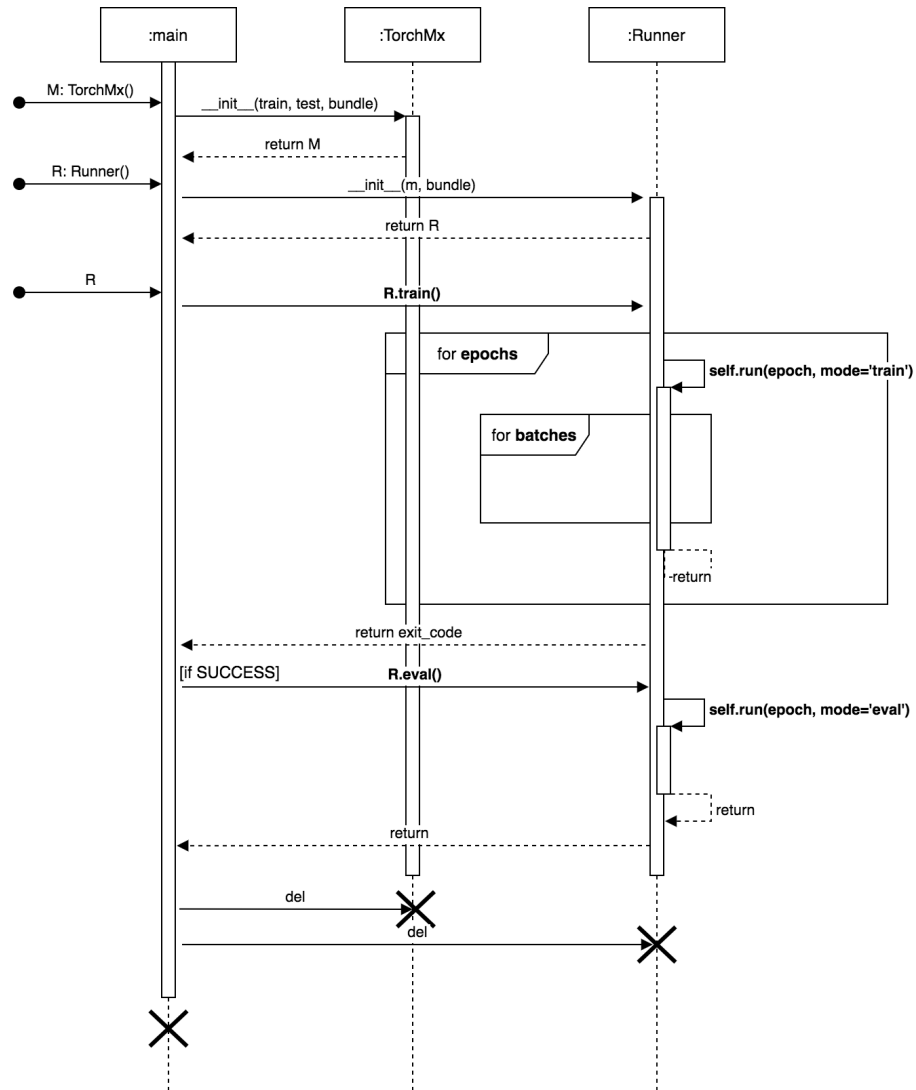 :main
:TorchMx
:Runner
M: TorchMx()
__init__(train, test, bundle)
return M
R: Runner()
__init__(m, bundle)
return R
R
R.train()
for epochs
self.run(epoch, mode='train')
for batches
return
return exit_code
[if SUCCESS]
R.eval()
self.run(epoch, mode='eval')
return
return
del
del